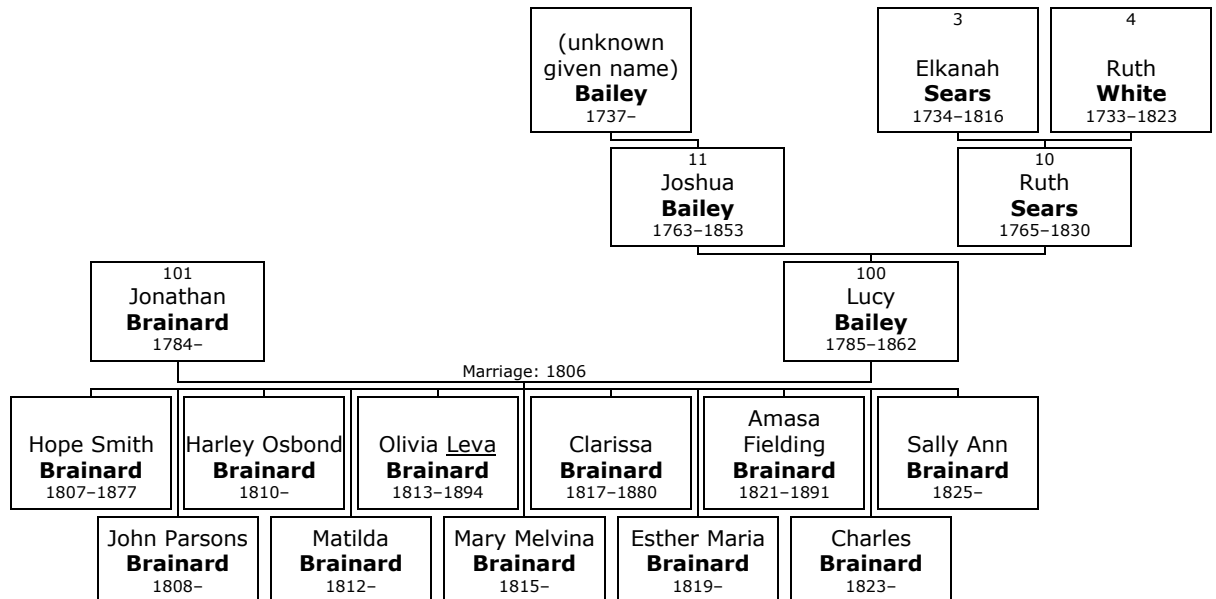 (unknown
given name)
Bailey
1737–
3
Elkanah
Sears
1734–1816
4
Ruth
White
1733–1823
11
Joshua
Bailey
1763–1853
10
Ruth
Sears
1765–1830
101
Jonathan
Brainard
1784–
100
Lucy
Bailey
1785–1862
Marriage: 1806
Hope Smith
Brainard
1807–1877
Harley Osbond
Brainard
1810–
Olivia Leva
Brainard
1813–1894
Clarissa
Brainard
1817–1880
Amasa
Fielding
Brainard
1821–1891
Sally Ann
Brainard
1825–
John Parsons
Brainard
1808–
Matilda
Brainard
1812–
Mary Melvina
Brainard
1815–
Esther Maria
Brainard
1819–
Charles
Brainard
1823–